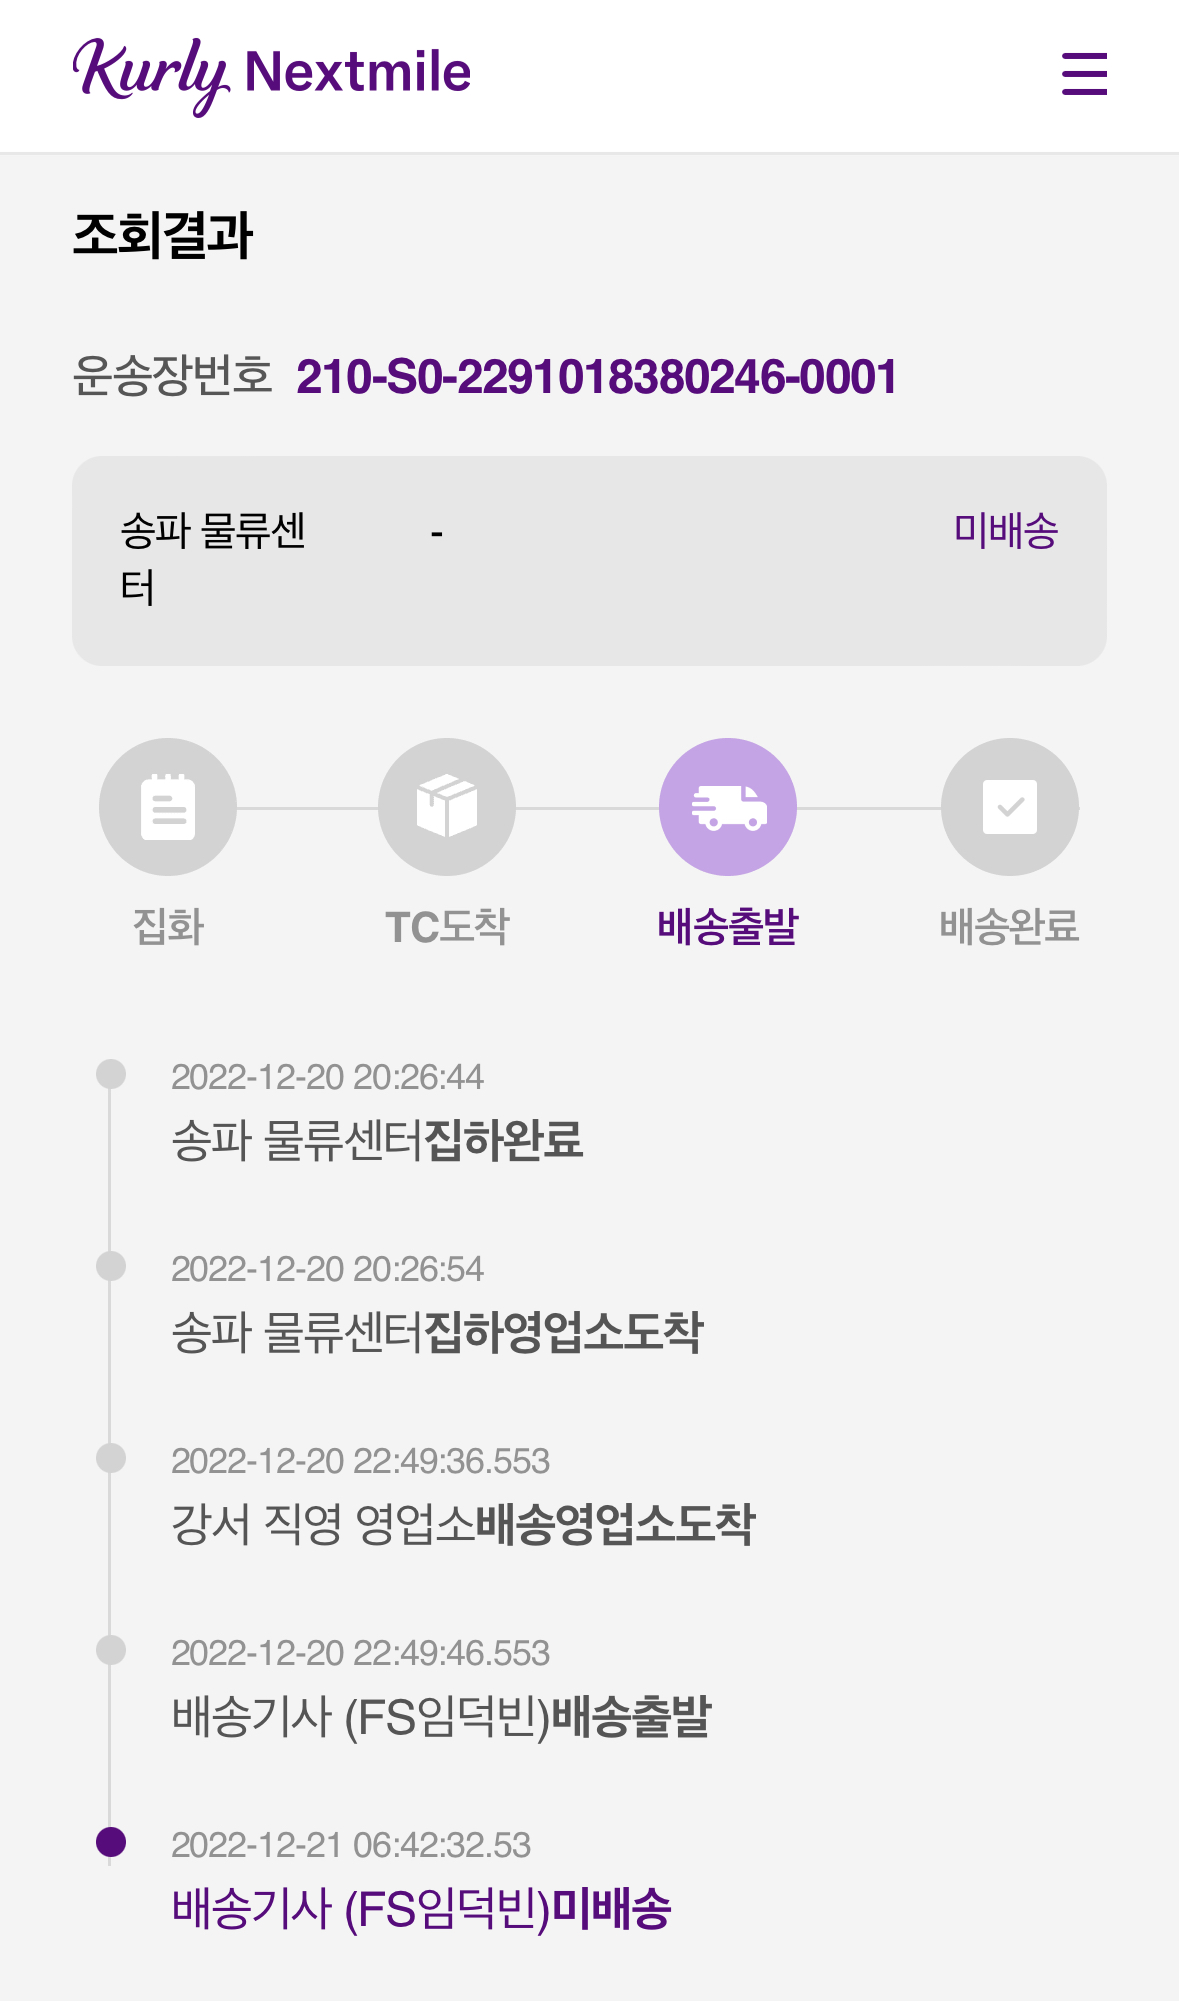 Kurly Nextmile
조회결과
운송장번호 210-S0-2291018380246-0001
송파 물류센 - 미배송
터
집화 TC도착 배송출발 배송완료
2022-12-20 20:26:44
송파 물류센터집하완료
2022-12-20 20:26:54
송파 물류센터집하영업소도착
2022-12-20 22:49:36.553
강서 직영 영업소배송영업소도착
2022-12-20 22:49:46.553
배송기사 (FS임덕빈)배송출발
2022-12-21 06:42:32.53
배송기사 (FS임덕빈)미배송